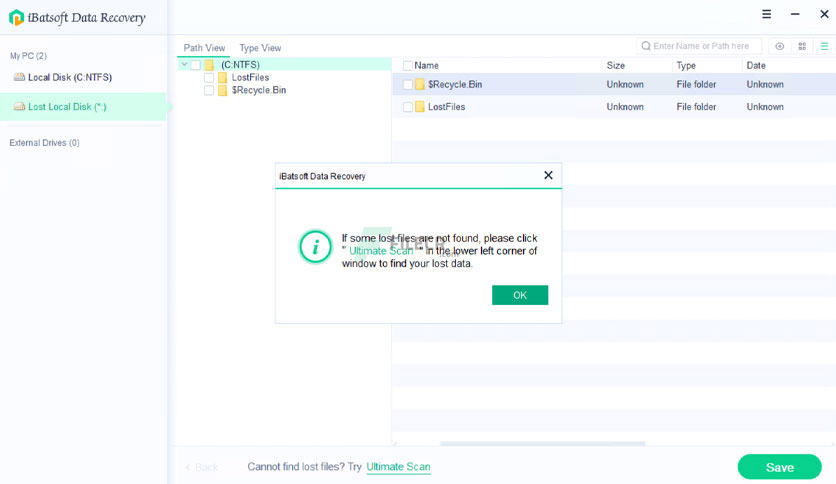 iBatsoft Data Recovery
My PC (2)
Local Disk (C:NTFS)
Lost Local Disk (*:)
External Drives (0)
Path View Type View
Enter Name or Path here
(C:NTFS)
LostFiles
$Recycle.Bin
Name Size Type Date
$Recycle.Bin Unknown File folder Unknown
LostFiles Unknown File folder Unknown
iBatsoft Data Recovery
If some lost files are not found, please click
" Ultimate Scan " in the lower left corner of
window to find your lost data.
FILECR
.com
OK
Back
Cannot find lost files? Try Ultimate Scan
Save